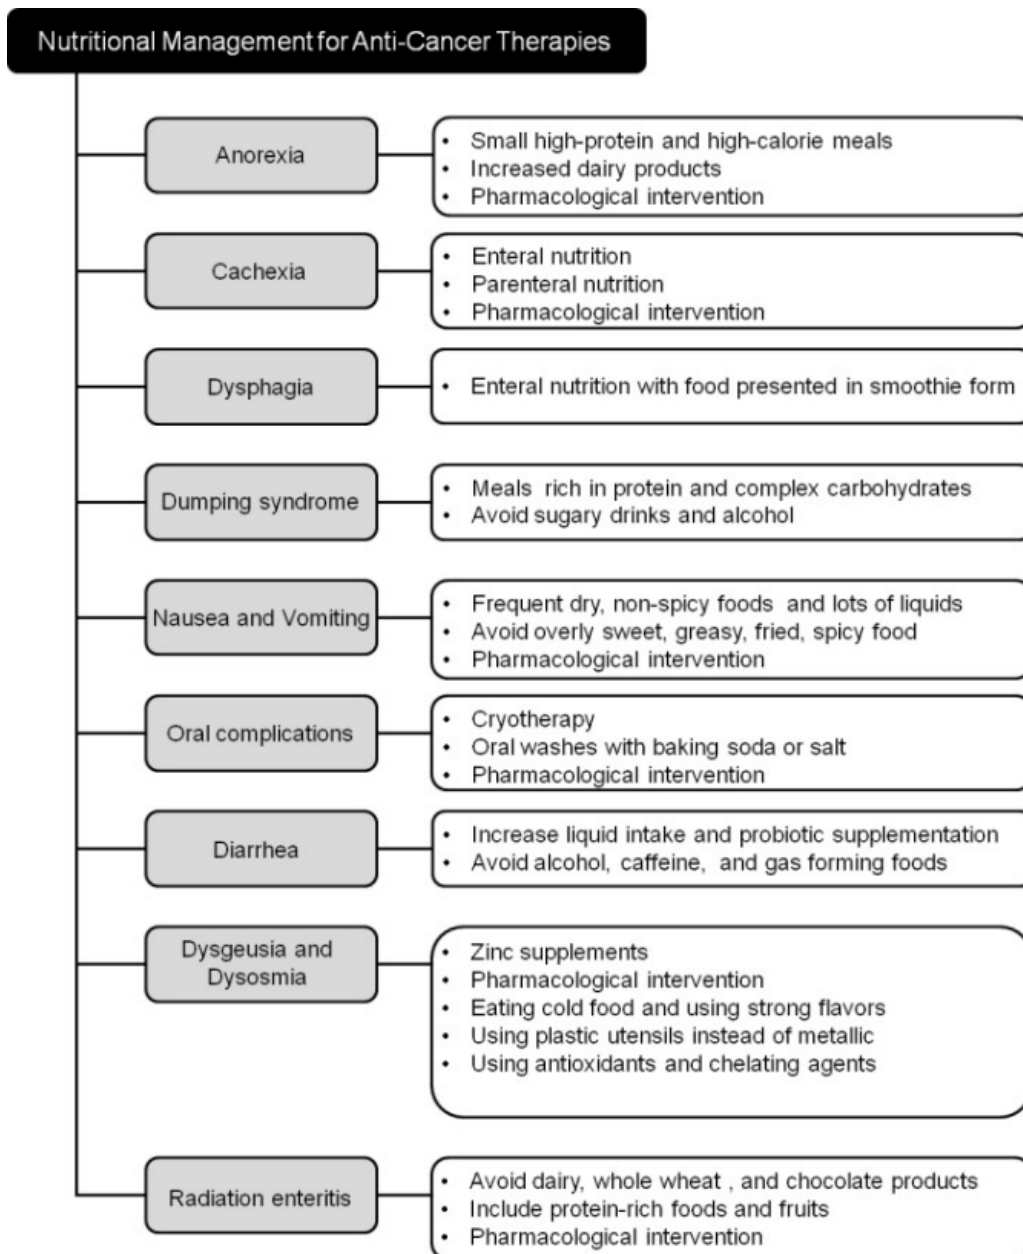 Nutritional Management for Anti-Cancer Therapies
Anorexia
• Small high-protein and high-calorie meals
• Increased dairy products
• Pharmacological intervention
Cachexia
• Enteral nutrition
• Parenteral nutrition
• Pharmacological intervention
Dysphagia
• Enteral nutrition with food presented in smoothie form
Dumping syndrome
• Meals rich in protein and complex carbohydrates
• Avoid sugary drinks and alcohol
Nausea and Vomiting
• Frequent dry, non-spicy foods and lots of liquids
• Avoid overly sweet, greasy, fried, spicy food
• Pharmacological intervention
Oral complications
• Cryotherapy
• Oral washes with baking soda or salt
• Pharmacological intervention
Diarrhea
• Increase liquid intake and probiotic supplementation
• Avoid alcohol, caffeine, and gas forming foods
Dysgeusia and
Dysosmia
• Zinc supplements
• Pharmacological intervention
• Eating cold food and using strong flavors
• Using plastic utensils instead of metallic
• Using antioxidants and chelating agents
Radiation enteritis
• Avoid dairy, whole wheat , and chocolate products
• Include protein-rich foods and fruits
• Pharmacological intervention